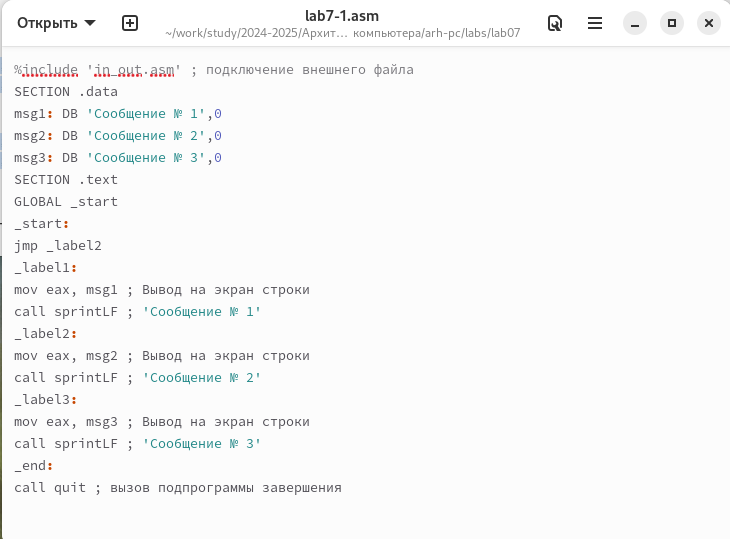 Открыть
lab7-1.asm
~/work/study/2024-2025/Архит... компьютера/arh-pc/labs/lab07
%include 'in_out.asm' ; подключение внешнего файла
SECTION .data
msg1: DB 'Сообщение № 1',0
msg2: DB 'Сообщение № 2',0
msg3: DB 'Сообщение № 3',0
SECTION .text
GLOBAL _start
_start:
jmp _label2
_label1:
mov eax, msg1 ; Вывод на экран строки
call sprintLF ; 'Сообщение № 1'
_label2:
mov eax, msg2 ; Вывод на экран строки
call sprintLF ; 'Сообщение № 2'
_label3:
mov eax, msg3 ; Вывод на экран строки
call sprintLF ; 'Сообщение № 3'
_end:
call quit ; вызов подпрограммы завершения